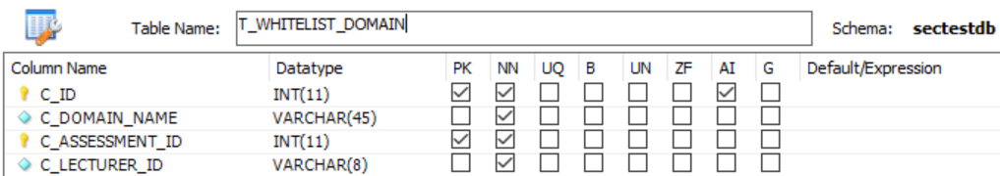 Table Name: T_WHITELIST_DOMAIN Schema: sectestdb
Column Name Datatype PK NN UQ B UN ZF AI G Default/Expression
C_ID INT(11)
C_DOMAIN_NAME VARCHAR(45)
C_ASSESSMENT_ID INT(11)
C_LECTURER_ID VARCHAR(8)